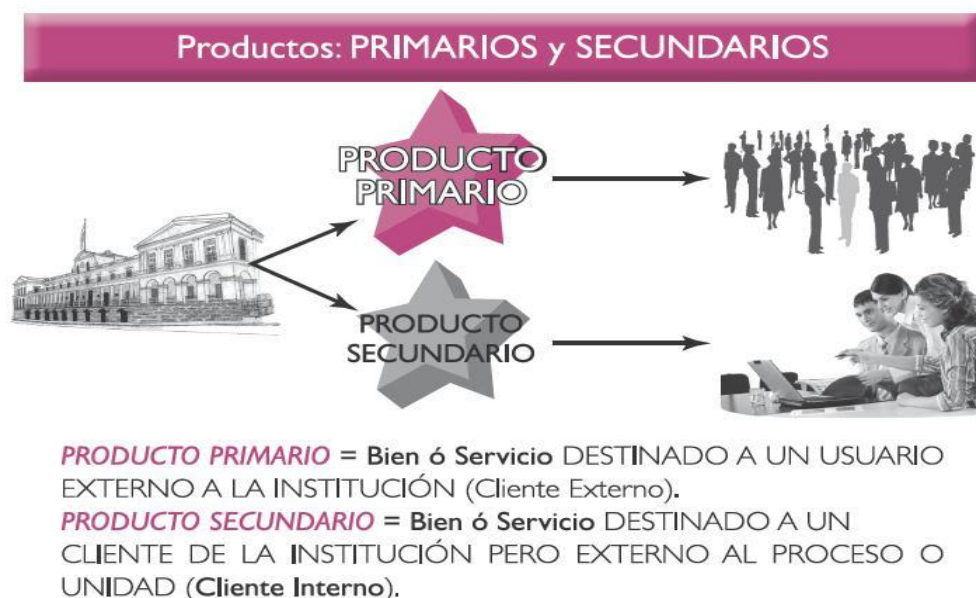 Productos: PRIMARIOS y SECUNDARIOS
PRODUCTO
PRIMARIO
PRODUCTO
SECUNDARIO
PRODUCTO PRIMARIO = Bien ó Servicio DESTINADO A UN USUARIO
EXTERNO A LA INSTITUCIÓN (Cliente Externo).
PRODUCTO SECUNDARIO = Bien ó Servicio DESTINADO A UN
CLIENTE DE LA INSTITUCIÓN PERO EXTERNO AL PROCESO O
UNIDAD (Cliente Interno).